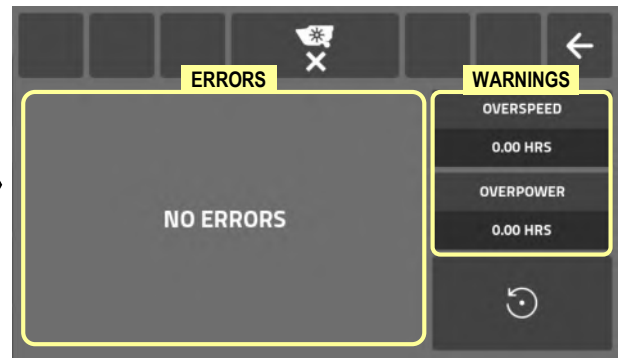 ERRORS
WARNINGS
NO ERRORS
OVERSPEED
0.00 HRS
OVERPOWER
0.00 HRS